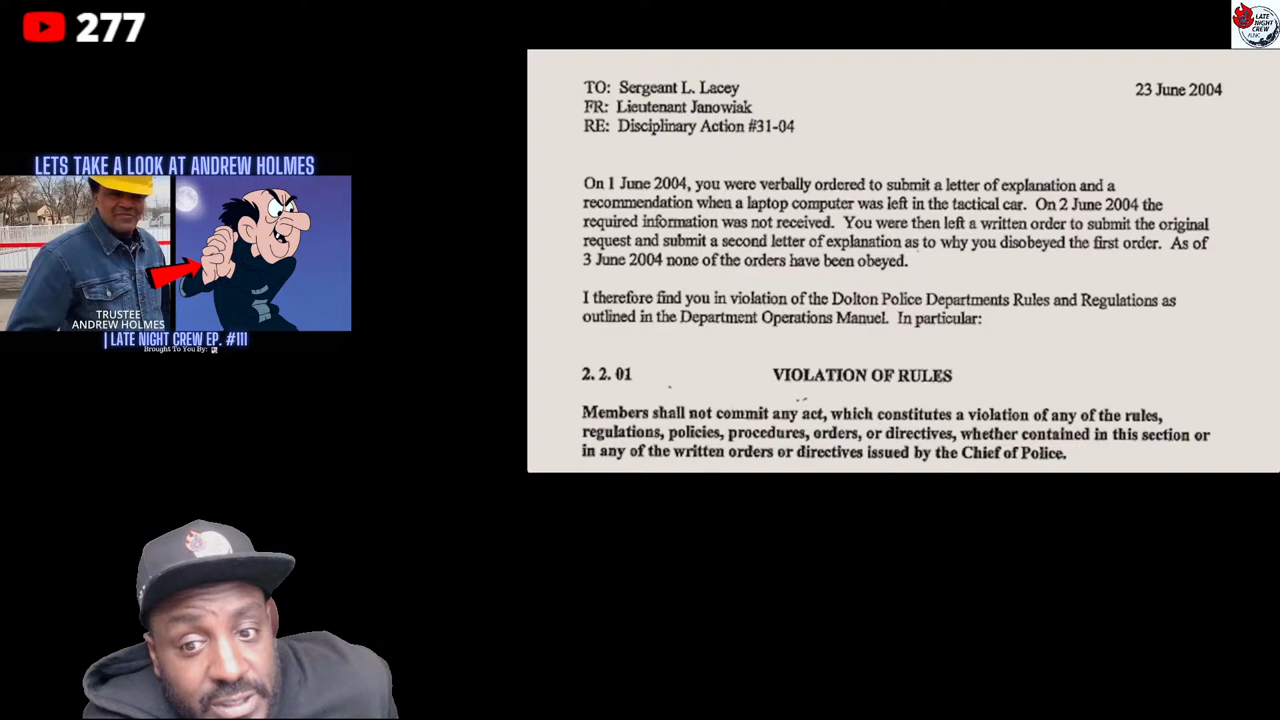 277
LATE
NIGHT
CREW
LETS TAKE A LOOK AT ANDREW HOLMES
TRUSTEE
ANDREW HOLMES
| LATE NIGHT CREW EP. #111
Brought To You By:
TO: Sergeant L. Lacey
23 June 2004
FR: Lieutenant Janowiak
RE: Disciplinary Action #31-04
On 1 June 2004, you were verbally ordered to submit a letter of explanation and a
recommendation when a laptop computer was left in the tactical car. On 2 June 2004 the
required information was not received. You were then left a written order to submit the original
request and submit a second letter of explanation as to why you disobeyed the first order. As of
3 June 2004 none of the orders have been obeyed.
I therefore find you in violation of the Dolton Police Departments Rules and Regulations as
outlined in the Department Operations Manuel. In particular:
2. 2. 01 VIOLATION OF RULES
Members shall not commit any act, which constitutes a violation of any of the rules,
regulations, policies, procedures, orders, or directives, whether contained in this section or
in any of the written orders or directives issued by the Chief of Police.